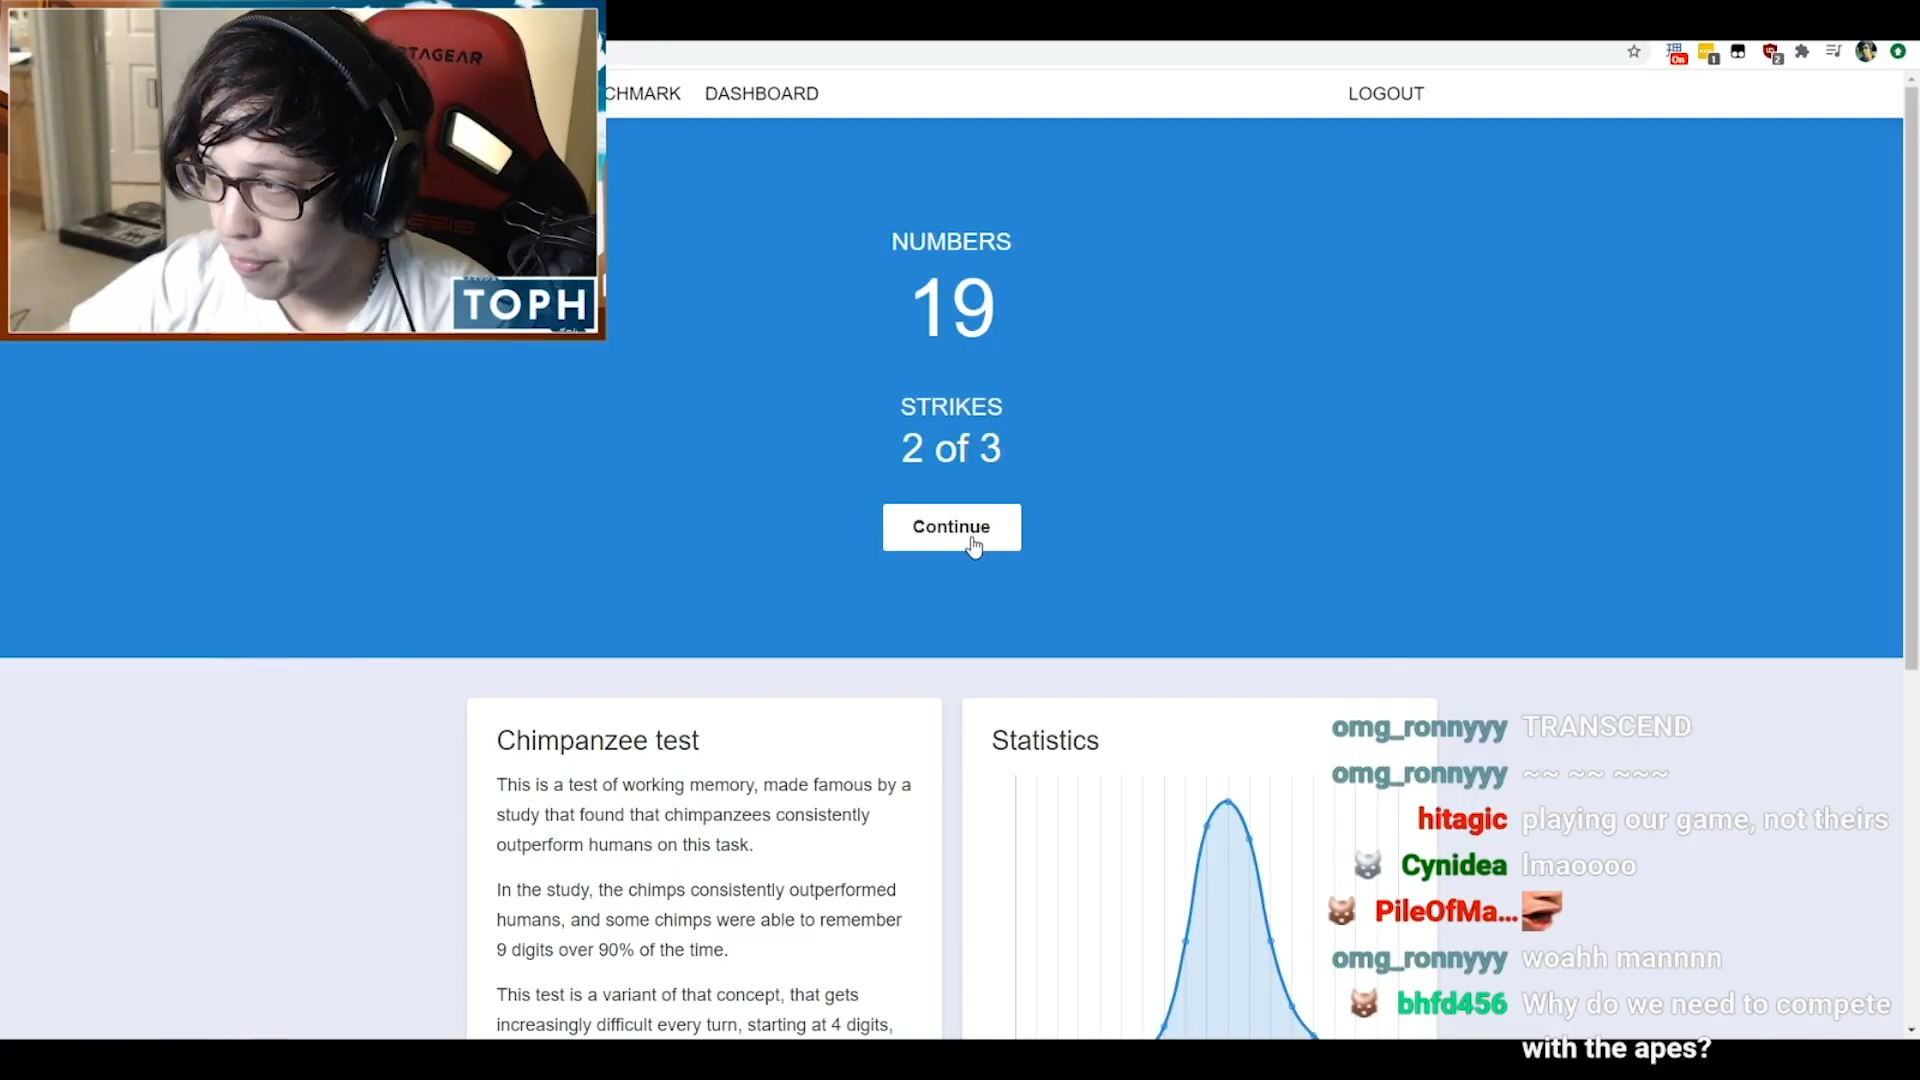 TOPH
CHMARK DASHBOARD LOGOUT
On 1 2
NUMBERS
19
STRIKES
2 of 3
Continue
Chimpanzee test
This is a test of working memory, made famous by a
study that found that chimpanzees consistently
outperform humans on this task.
In the study, the chimps consistently outperformed
humans, and some chimps were able to remember
9 digits over 90% of the time.
This test is a variant of that concept, that gets
increasingly difficult every turn, starting at 4 digits,
Statistics
omg_ronnyyy TRANSCEND
omg_ronnyyy ~~ ~~ ~~~
hitagic playing our game, not theirs
Cynidea lmaoooo
PileOfMa...
omg_ronnyyy woahh mannnn
bhfd456 Why do we need to compete
with the apes?